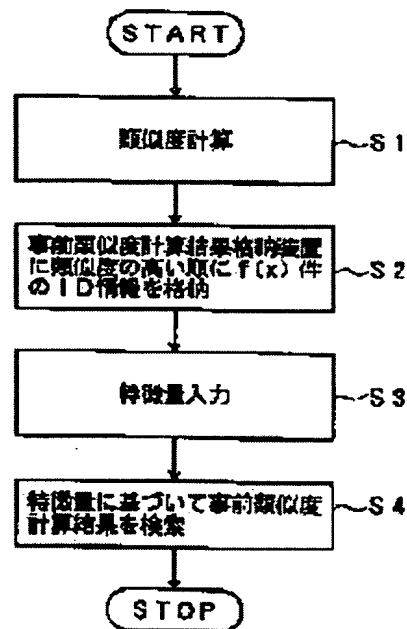 START
類似度計算
S1
事前類似度計算結果格納装置
に類似度の高い順にf(x)件
のID情報を格納
S2
特徴量入力
S3
特徴量に基づいて事前類似度
計算結果を検索
S4
STOP